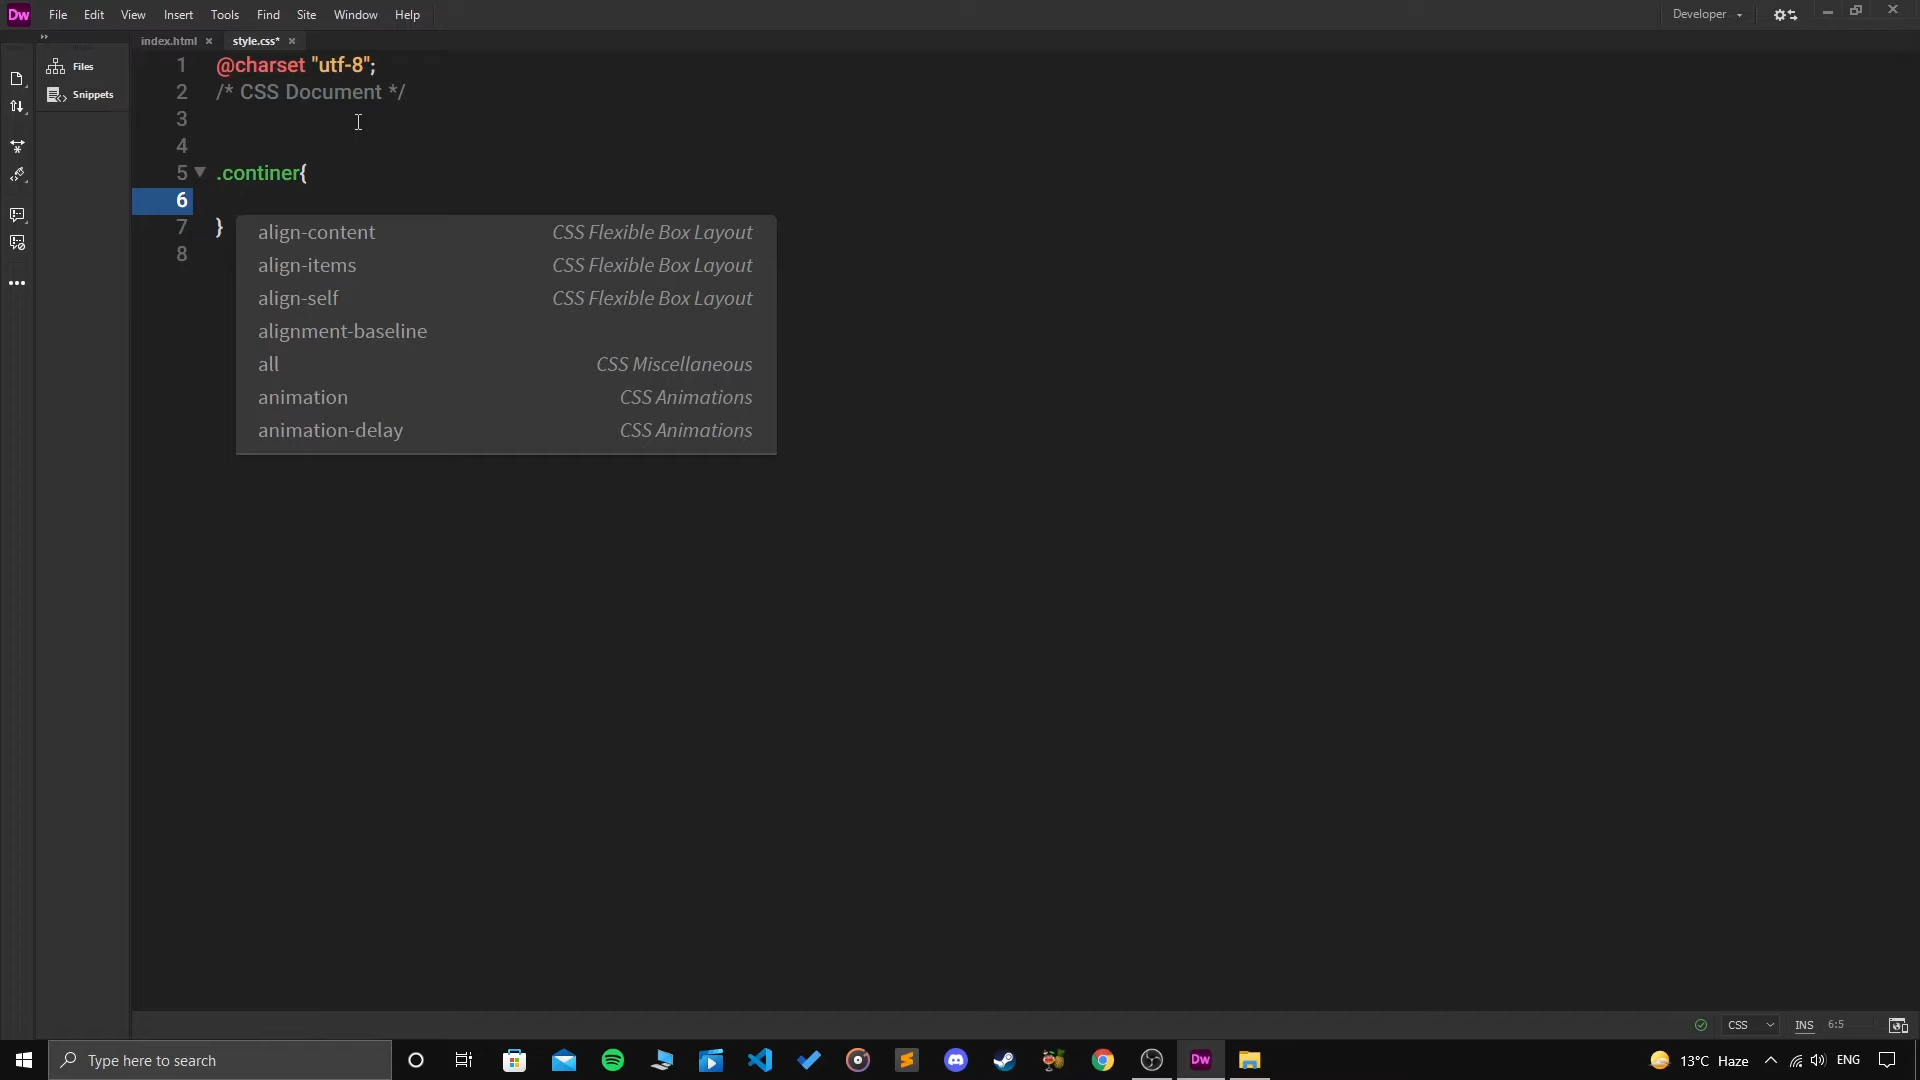 Dw File Edit View Insert Tools Find Site Window Help Developer
index.html × style.css* ×
Files
Snippets
1 @charset "utf-8";
2 /* CSS Document */
3
4
5 .continer{
6
7 }
8
align-content CSS Flexible Box Layout
align-items CSS Flexible Box Layout
align-self CSS Flexible Box Layout
alignment-baseline
all CSS Miscellaneous
animation CSS Animations
animation-delay CSS Animations
CSS INS 6:5
Type here to search Dw 13°C Haze ENG